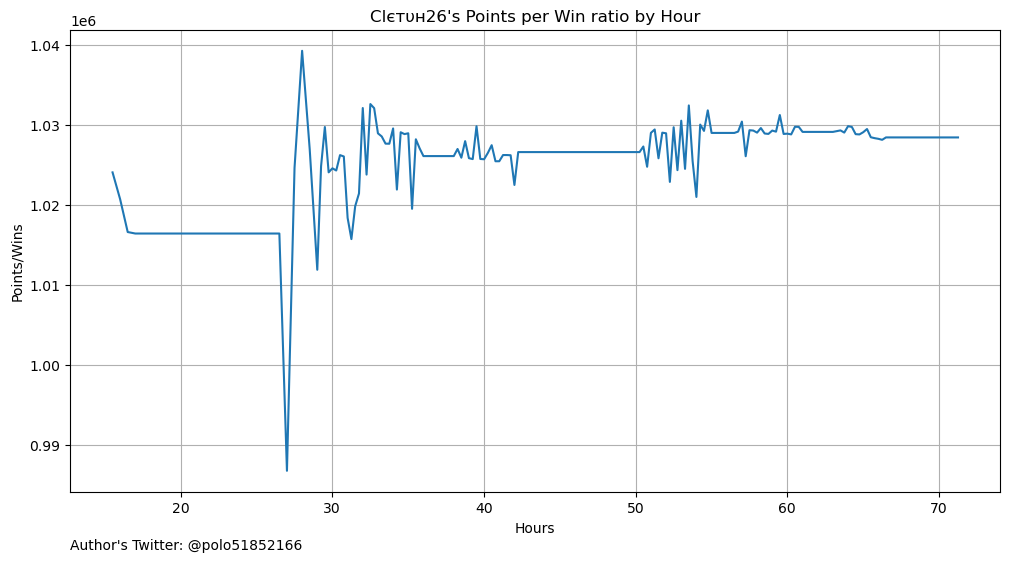 Clєтυн26's Points per Win ratio by Hour
1e6
1.04
1.03
1.02
1.01
1.00
0.99
Points/Wins
20 30 40 50 60 70
Hours
Author's Twitter: @polo51852166